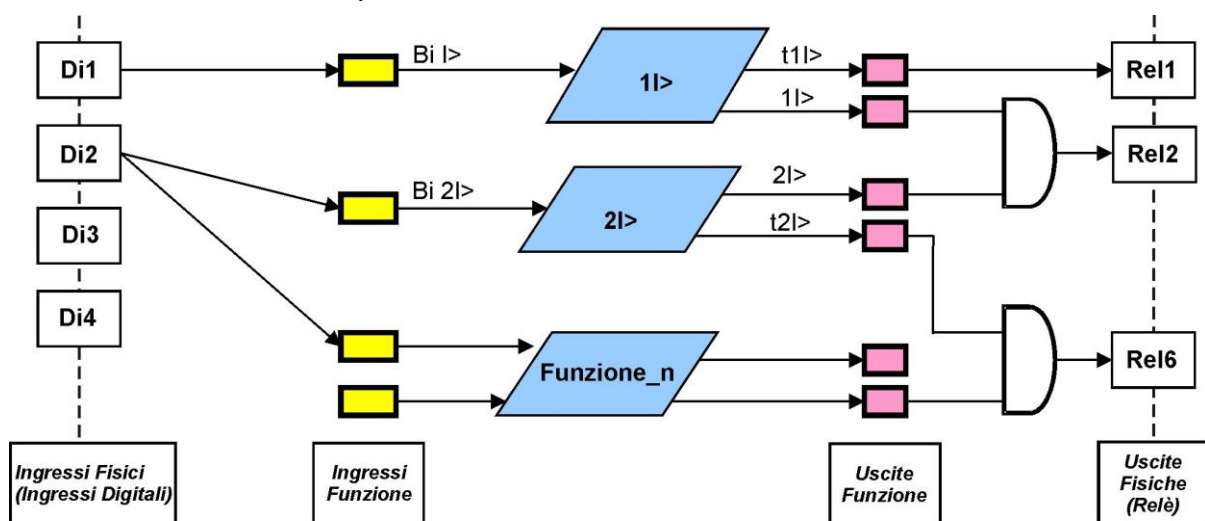 Di1
Bi I>
1I>
t1I>
1I>
Rel1
Di2
Bi 2I>
2I>
2I>
t2I>
Rel2
Di3
Di4
Funzione_n
Rel6
Ingressi Fisici
(Ingressi Digitali)
Ingressi
Funzione
Uscite
Funzione
Uscite
Fisiche
(Relè)